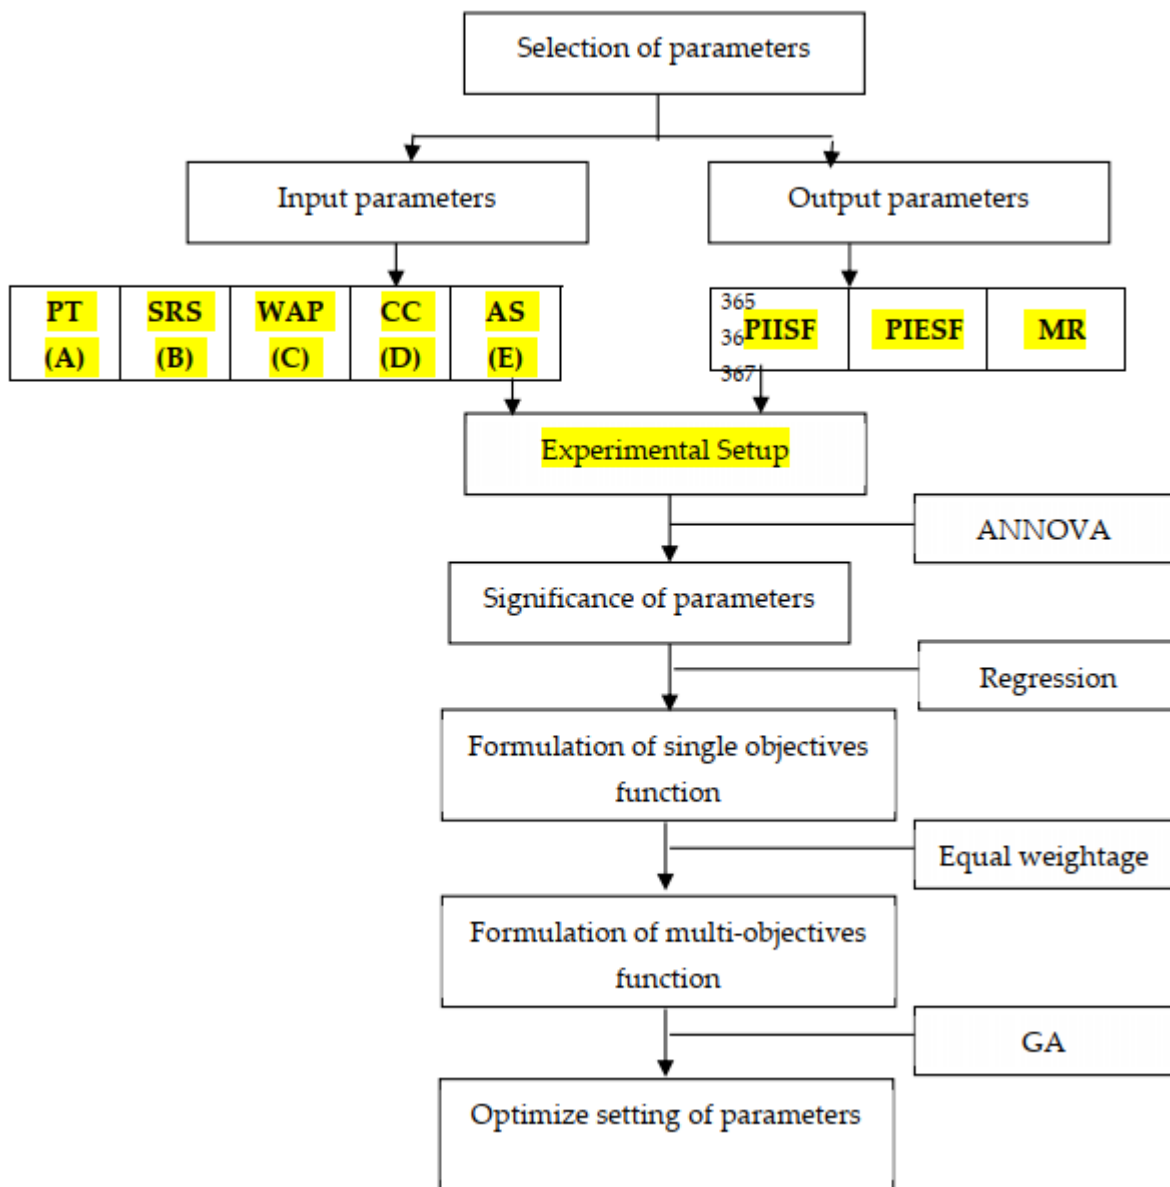 Selection of parameters
Input parameters
Output parameters
PT SRS WAP CC AS
(A) (B) (C) (D) (E)
365
36 PIISF PIESF MR
367
Experimental Setup
ANNOVA
Significance of parameters
Regression
Formulation of single objectives
function
Equal weightage
Formulation of multi-objectives
function
GA
Optimize setting of parameters